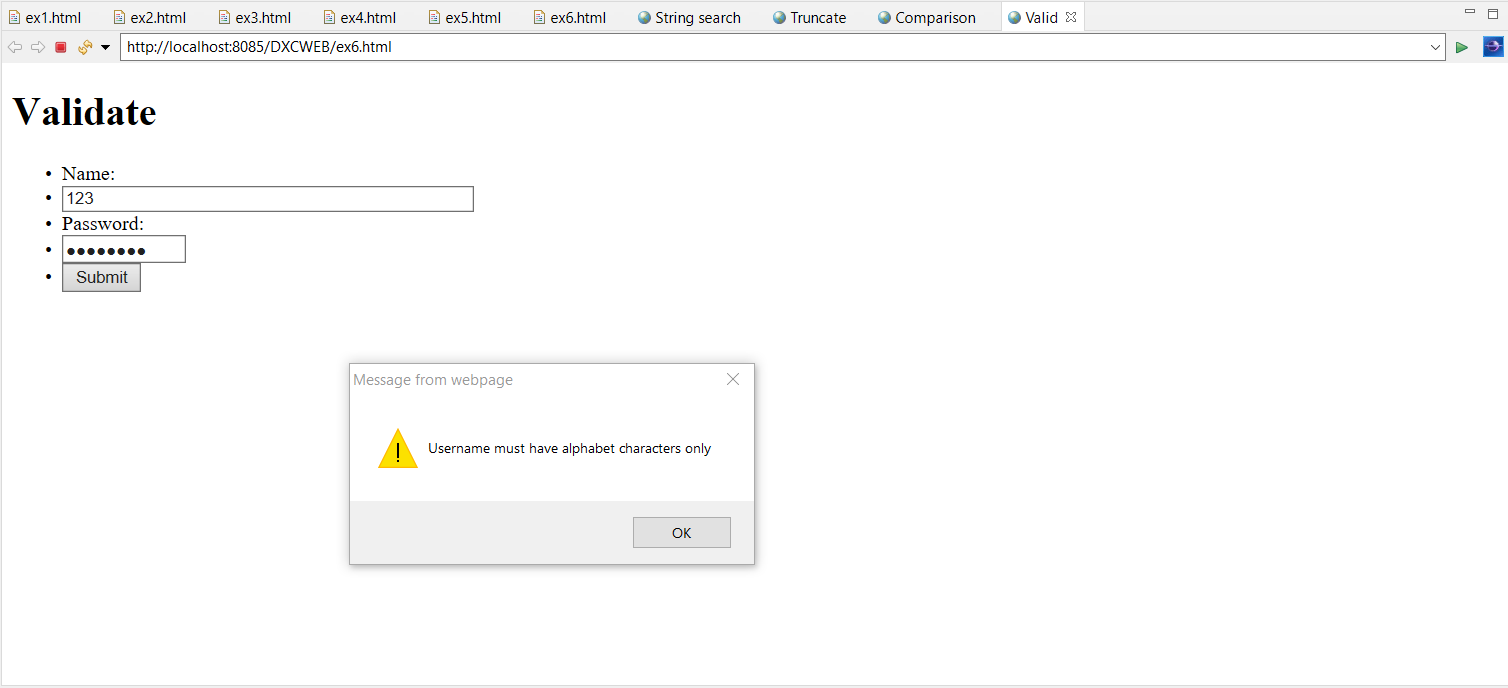 ex1.html ex2.html ex3.html ex4.html ex5.html ex6.html String search Truncate Comparison Valid
http://localhost:8085/DXCWEB/ex6.html
Validate
• Name:
• 123
• Password:
• ●●●●●●●●
• Submit
Message from webpage
! Username must have alphabet characters only
OK